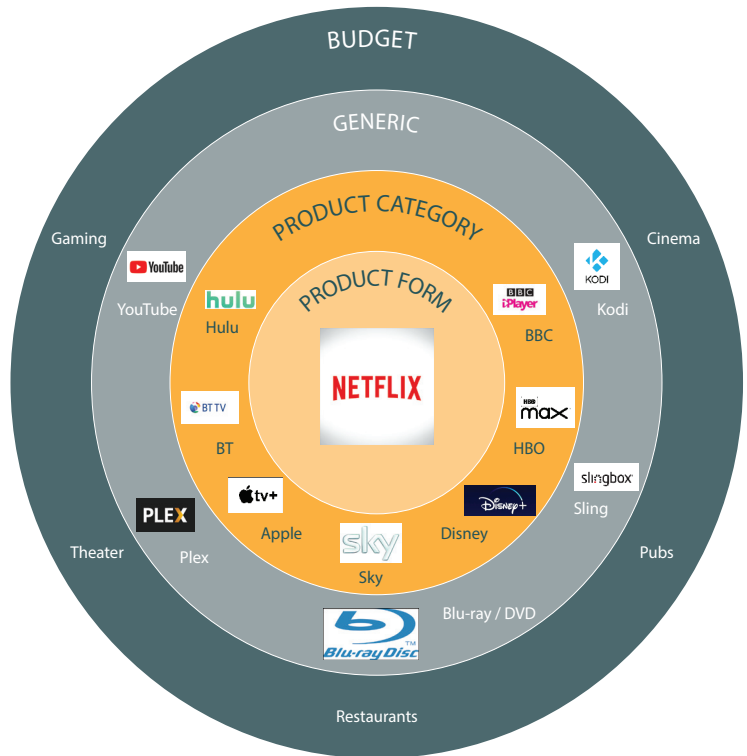 BUDGET
GENERIC
PRODUCT CATEGORY
PRODUCT FORM
NETFLIX
Gaming
Cinema
YouTube
YouTube
KODI
Kodi
hulu
Hulu
BBC
iPlayer
BBC
BT TV
BT
HBO
max
HBO
tv+
Apple
Disney+
Disney
sky
Sky
slingbox
Sling
PLEX
Plex
Theater
Pubs
Blu-ray / DVD
TM
Blu-ray Disc
Restaurants